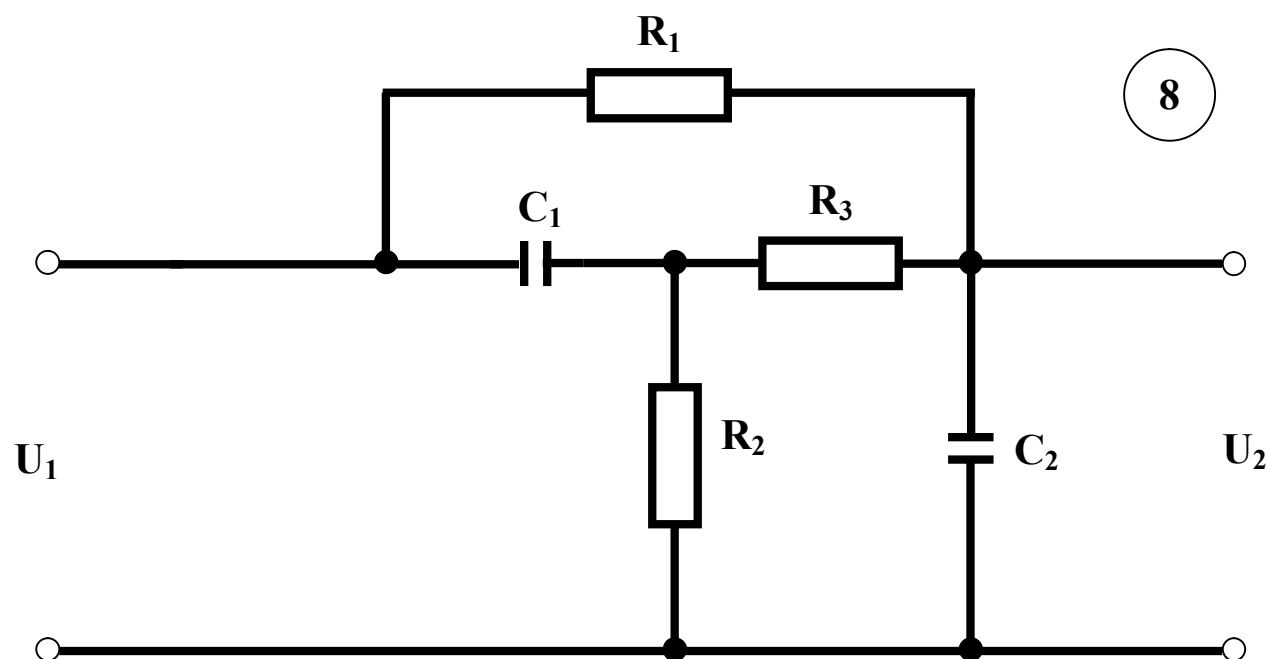 R₁
8
C₁
R₃
R₂
C₂
U₁
U₂